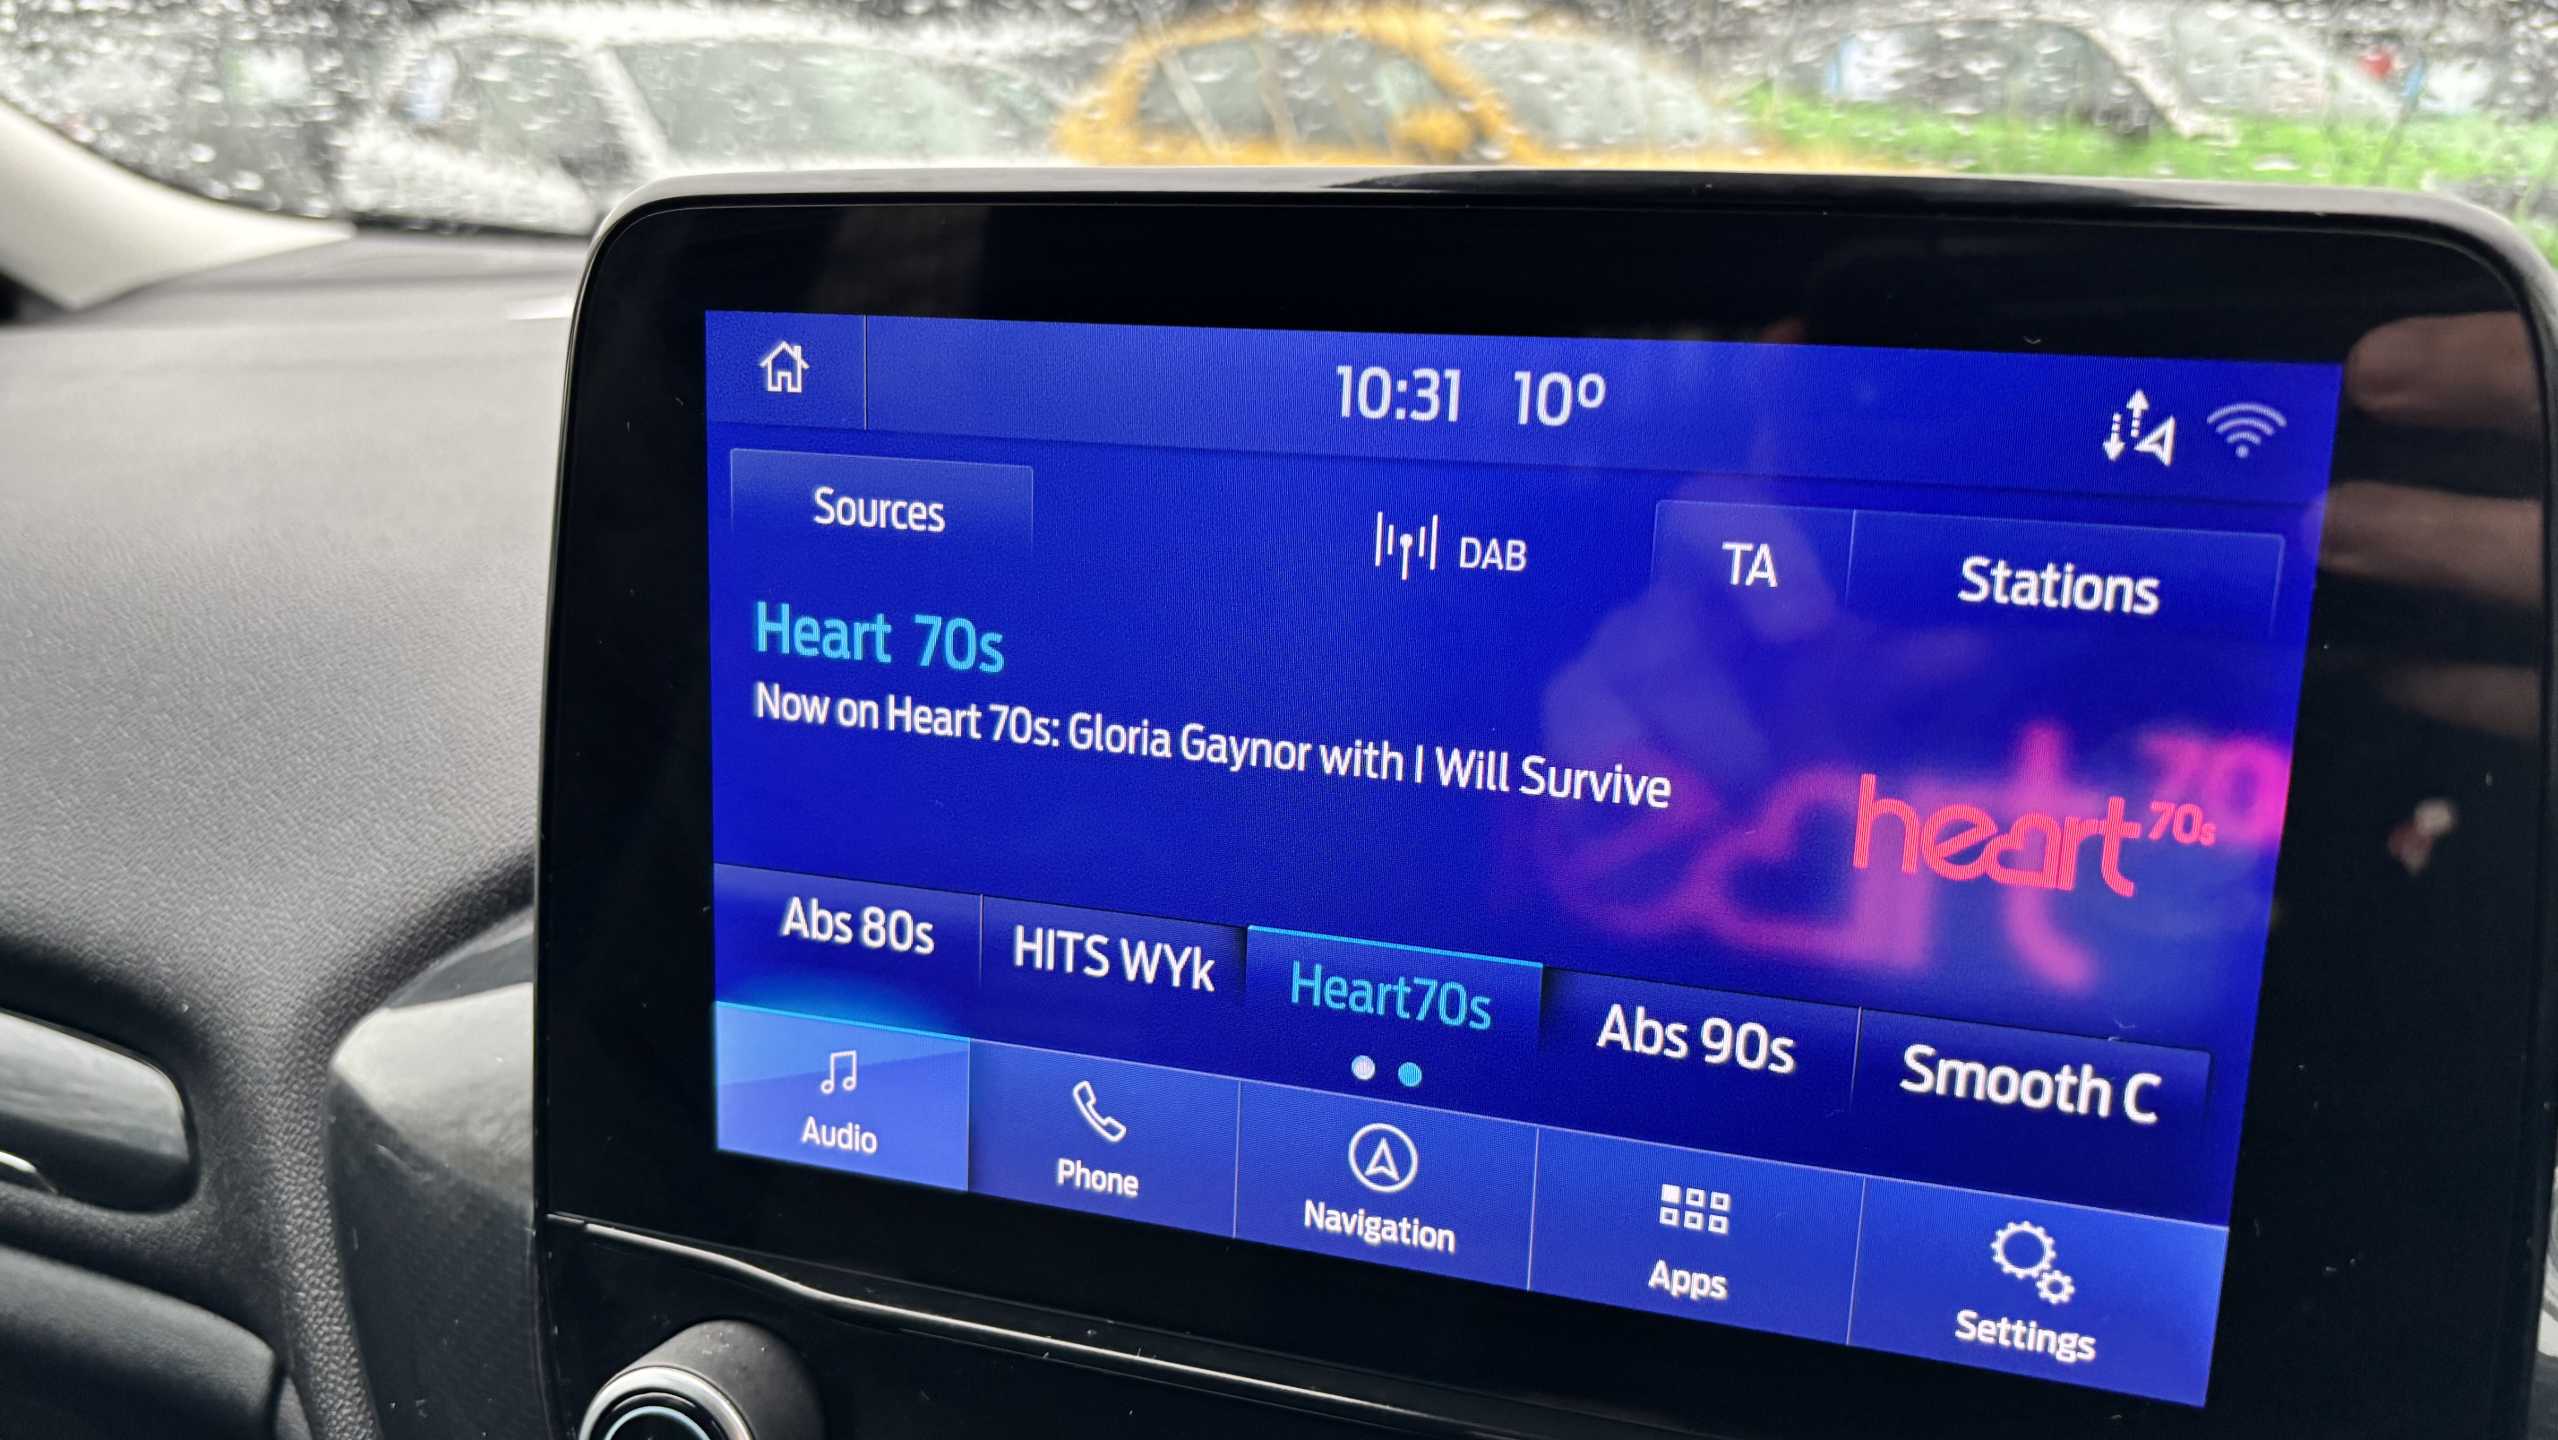 10:31 10º
Sources
DAB
TA
Stations
Heart 70s
Now on Heart 70s: Gloria Gaynor with I Will Survive
heart 70s
Abs 80s
HITS WYk
Heart70s
Abs 90s
Smooth C
Audio
Phone
Navigation
Apps
Settings